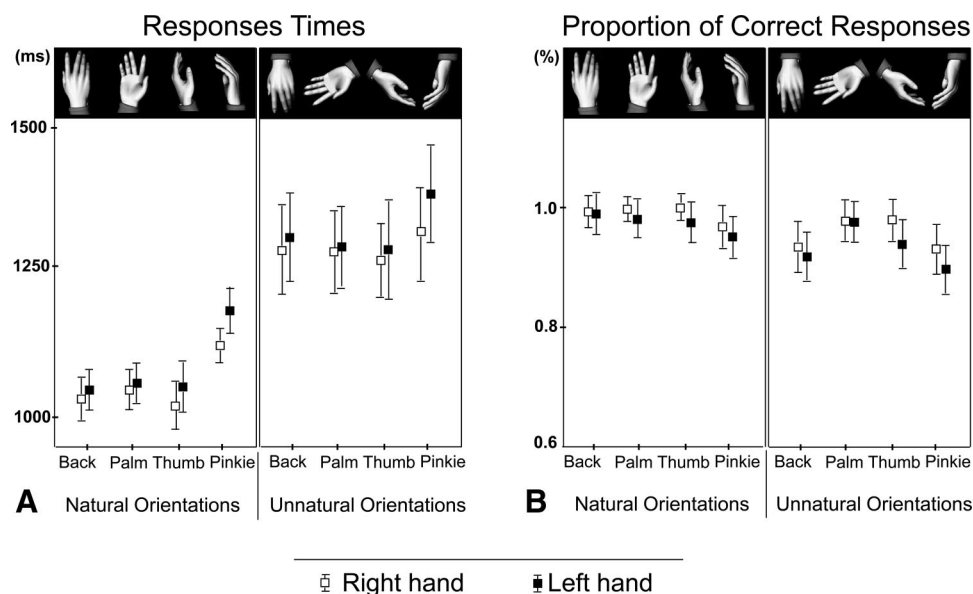 Responses Times
(ms)
1500
1250
1000
Back Palm Thumb Pinkie
Back Palm Thumb Pinkie
A
Natural Orientations
Unnatural Orientations
Proportion of Correct Responses
(%)
1.0
0.8
0.6
Back Palm Thumb Pinkie
Back Palm Thumb Pinkie
B
Natural Orientations
Unnatural Orientations
Right hand
Left hand